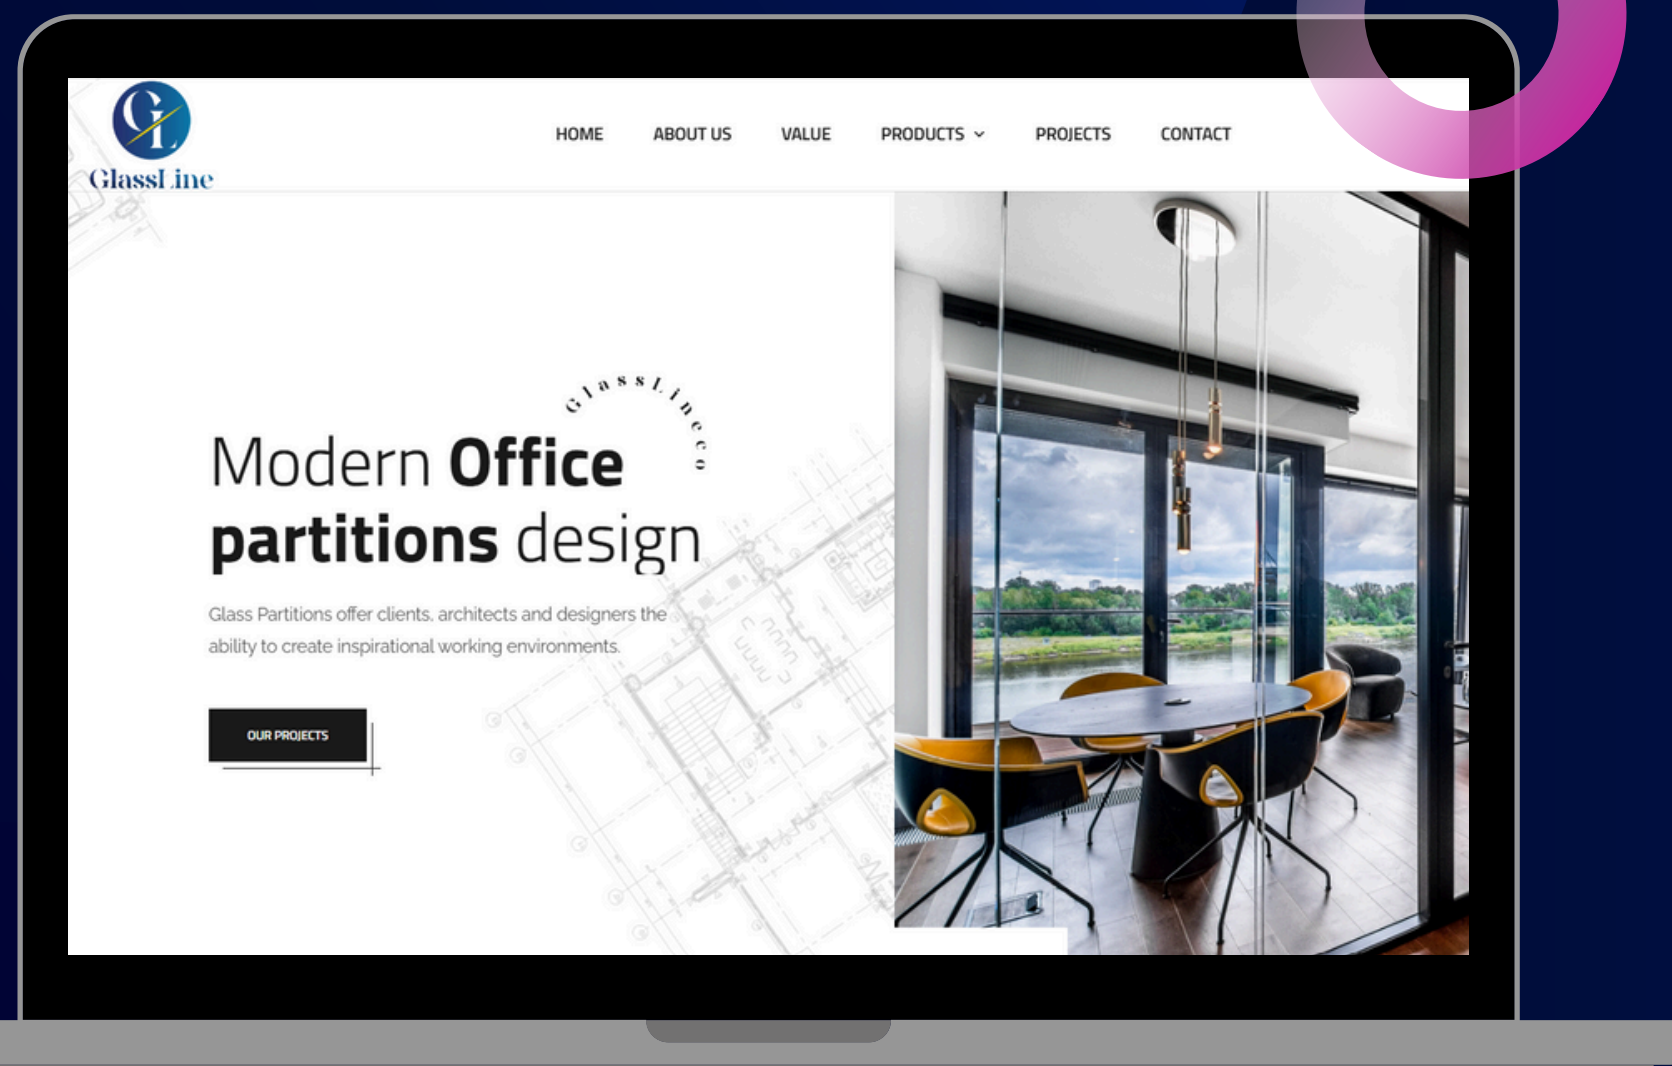 GL
GlassLine
HOME ABOUT US VALUE PRODUCTS PROJECTS CONTACT
GlassLineco
Modern Office
partitions design
Glass Partitions offer clients, architects and designers the
ability to create inspirational working environments.
OUR PROJECTS